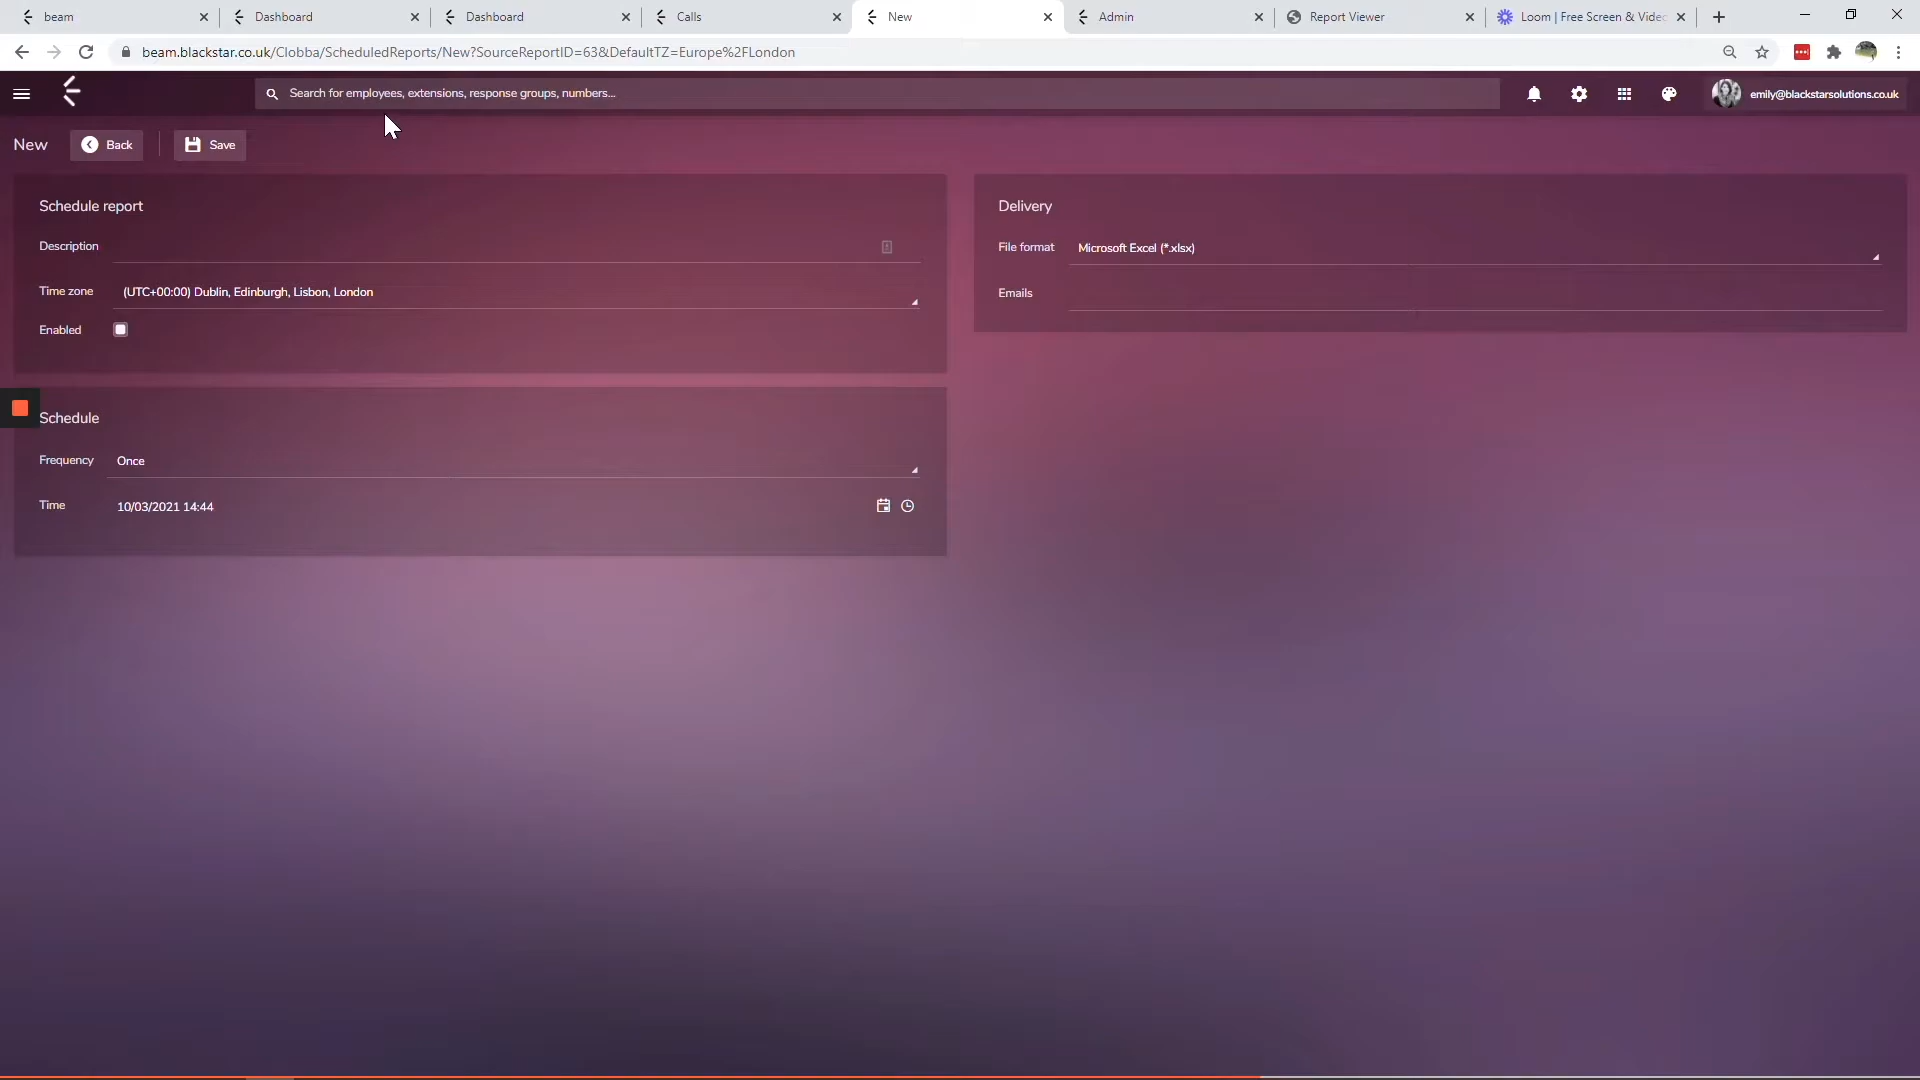 beam
Dashboard
Dashboard
Calls
New
Admin
Report Viewer
Loom | Free Screen & Video
beam.blackstar.co.uk/Clobba/ScheduledReports/New?SourceReportID=63&DefaultTZ=Europe%2FLondon
Search for employees, extensions, response groups, numbers...
emily@blackstarsolutions.co.uk
New
Back
Save
Schedule report
Description
Time zone
(UTC+00:00) Dublin, Edinburgh, Lisbon, London
Enabled
Schedule
Frequency
Once
Time
10/03/2021 14:44
Delivery
File format
Microsoft Excel (*.xlsx)
Emails